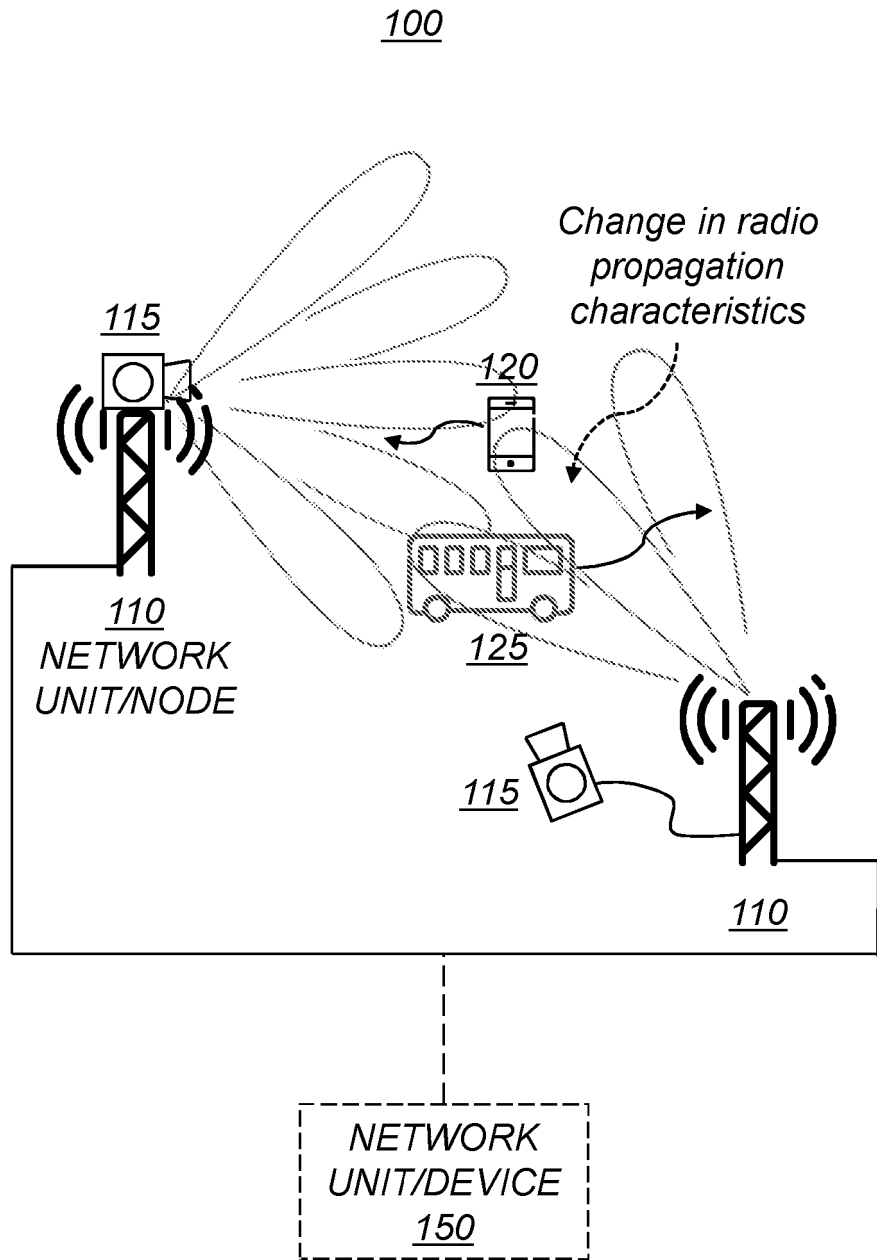 100
Change in radio
propagation
characteristics
115
120
110
NETWORK
UNIT/NODE
125
115
110
NETWORK
UNIT/DEVICE
150